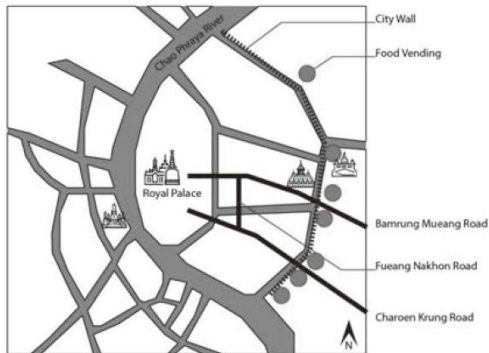 City Wall
Food Vending
Chao Phraya River
Royal Palace
Bamrung Mueang Road
Fueang Nakhon Road
Charoen Krung Road
N